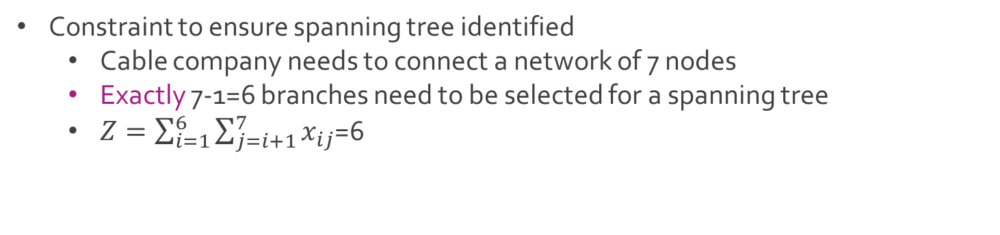 • Constraint to ensure spanning tree identified
• Cable company needs to connect a network of 7 nodes
• Exactly 7-1=6 branches need to be selected for a spanning tree
• $Z = \sum_{i=1}^{6} \sum_{j=i+1}^{7} x_{ij}$=6